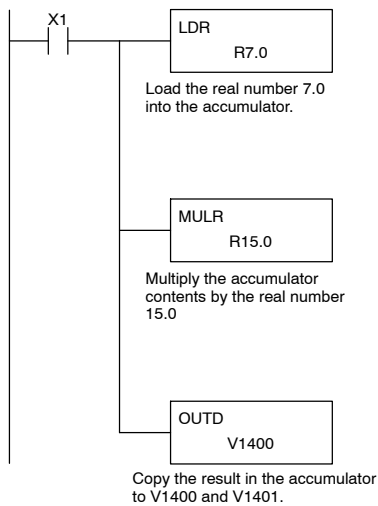 X1
LDR
R7.0
Load the real number 7.0
into the accumulator.
MULR
R15.0
Multiply the accumulator
contents by the real number
15.0
OUTD
V1400
Copy the result in the accumulator
to V1400 and V1401.